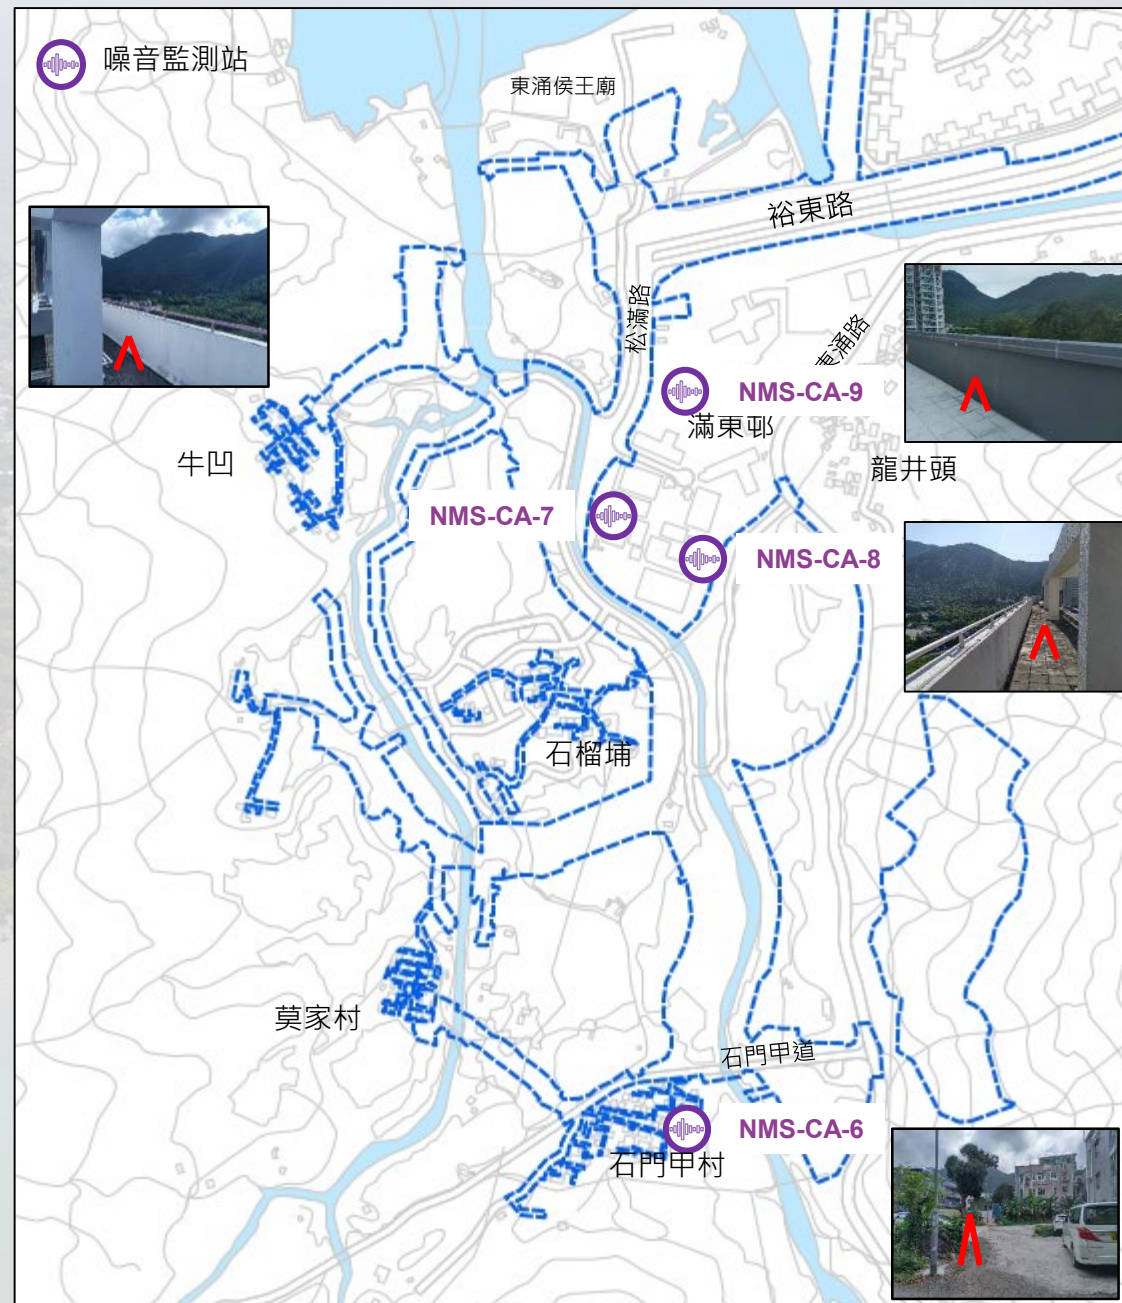 噪音監測站
東涌侯王廟
裕東路
松滿路
東涌路
NMS-CA-9
滿東邨
龍井頭
牛凹
NMS-CA-7
NMS-CA-8
石榴埔
莫家村
石門甲道
NMS-CA-6
石門甲村